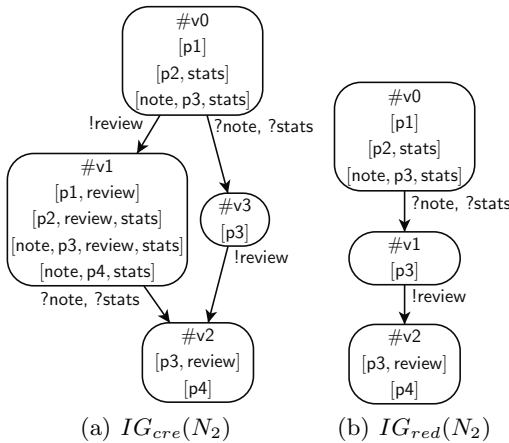 #v0
[p1]
[p2, stats]
[note, p3, stats]
!review
?note, ?stats
#v1
[p1, review]
[p2, review, stats]
[note, p3, review, stats]
[note, p4, stats]
#v3
[p3]
!review
?note, ?stats
#v2
[p3, review]
[p4]
(a) IG_cre(N_2)
#v0
[p1]
[p2, stats]
[note, p3, stats]
?note, ?stats
#v1
[p3]
!review
#v2
[p3, review]
[p4]
(b) IG_red(N_2)